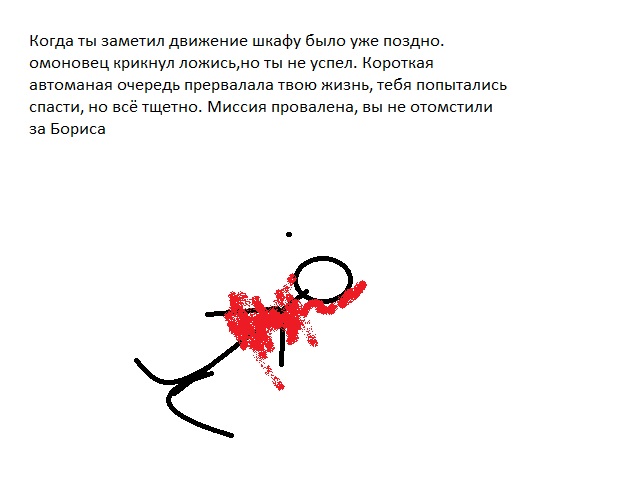 Когда ты заметил движение шкафу было уже поздно.
омоновец крикнул ложись,но ты не успел. Короткая
автоманая очередь прервалала твою жизнь, тебя попытались
спасти, но всё тщетно. Миссия провалена, вы не отомстили
за Бориса